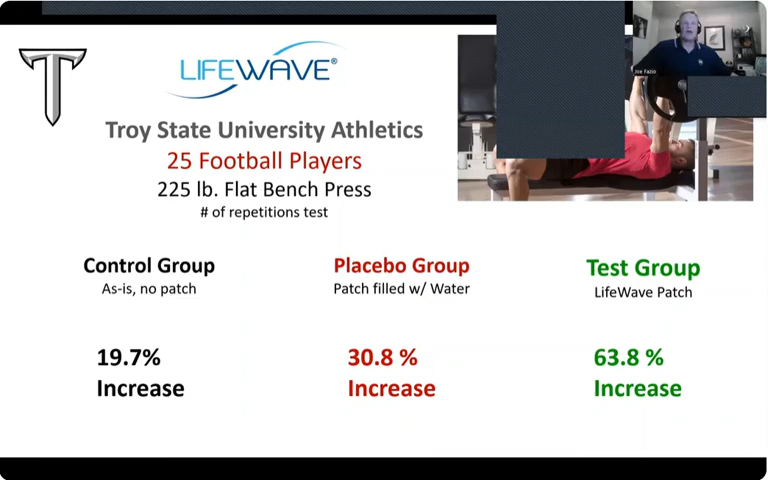 LIFEWAVE®
Troy State University Athletics
25 Football Players
225 lb. Flat Bench Press
# of repetitions test
Joe Fazio
Control Group
As-is, no patch
19.7%
Increase
Placebo Group
Patch filled w/ Water
30.8 %
Increase
Test Group
LifeWave Patch
63.8 %
Increase